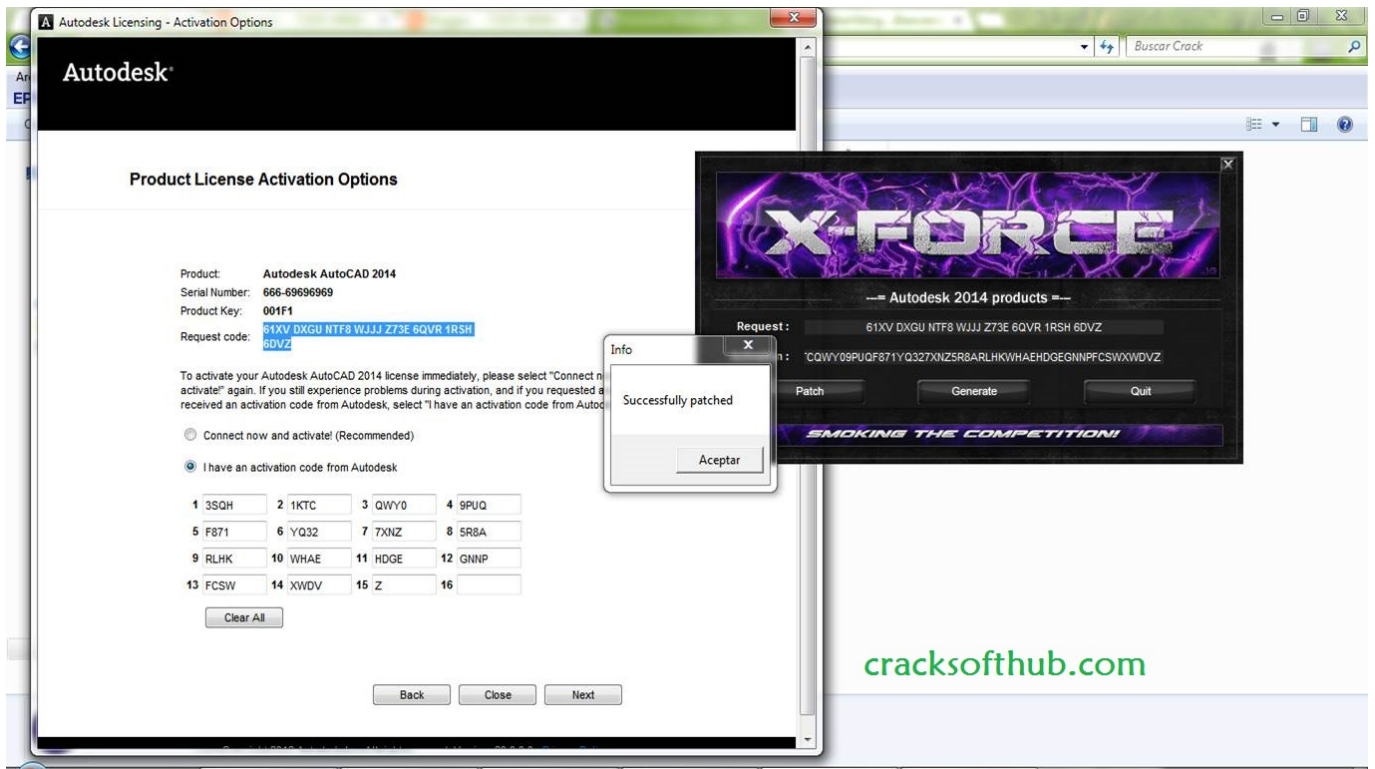 Autodesk Licensing - Activation Options
Buscar Crack
Autodesk
Product License Activation Options
Product: Autodesk AutoCAD 2014
Serial Number: 666-69696969
Product Key: 001F1
Request code: 61XV DXGU NTF8 WJJJ Z73E 6QVR 1RSH
6DVZ
To activate your Autodesk AutoCAD 2014 license immediately, please select "Connect
activate!" again. If you still experience problems during activation, and if you requested
received an activation code from Autodesk, select "I have an activation code from
Connect now and activate! (Recommended)
I have an activation code from Autodesk
1 3SQH 2 1KTC 3 QWY0 4 9PUQ
5 F871 6 YQ32 7 7XNZ 8 5R8A
9 RLHK 10 WHAE 11 HDGE 12 GNNP
13 FCSW 14 XWDV 15 Z 16
Clear All
Back Close Next
X-FORCE
---= Autodesk 2014 products =---
Request: 61XV DXGU NTF8 WJJJ Z73E 6QVR 1RSH 6DVZ
CQWY09PUQF871YQ327XNZ5R8ARLHKWHAEHDGEGNNPFCSWXWDVZ
Patch Generate Quit
SMOKING THE COMPETITION!
Info
Successfully patched
Aceptar
cracksofthub.com